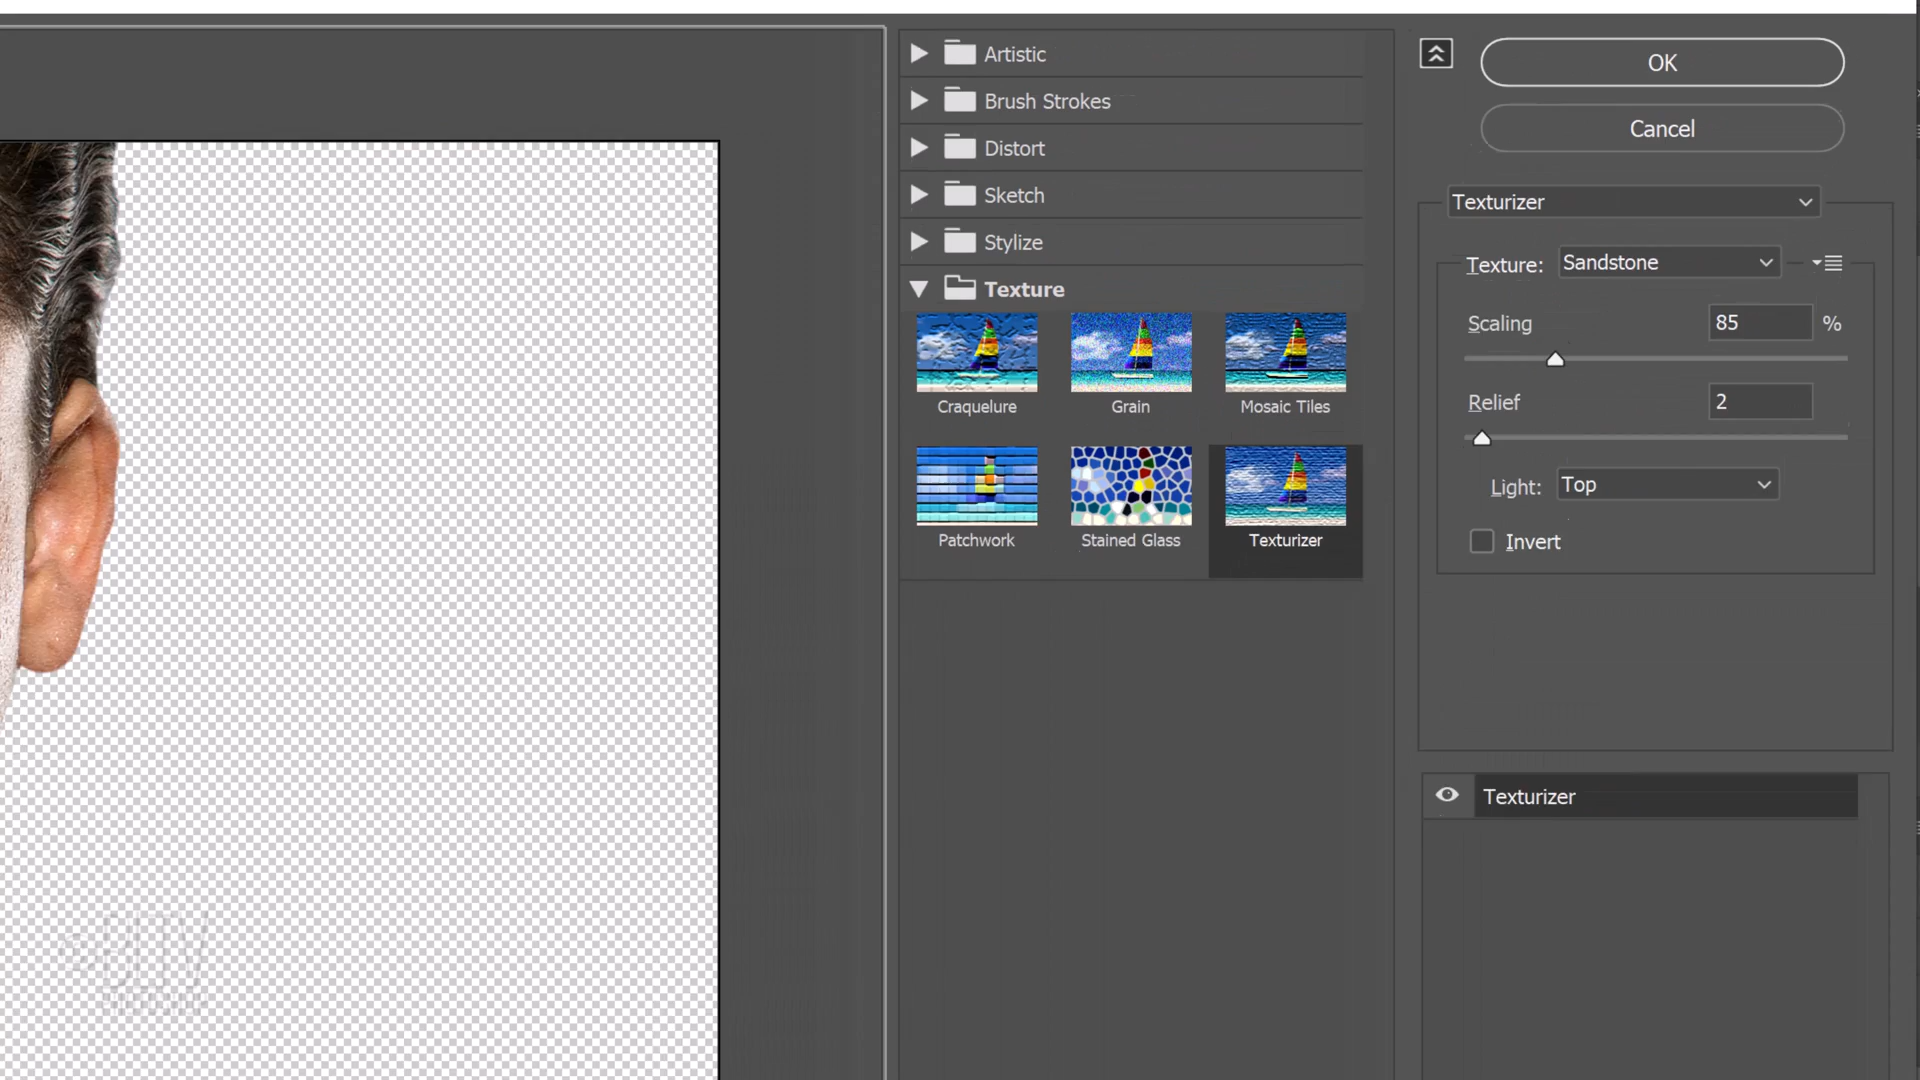 Artistic
Brush Strokes
Distort
Sketch
Stylize
Texture
Craquelure
Grain
Mosaic Tiles
Patchwork
Stained Glass
Texturizer
OK
Cancel
Texturizer
Texture: Sandstone
Scaling 85 %
Relief 2
Light: Top
Invert
Texturizer